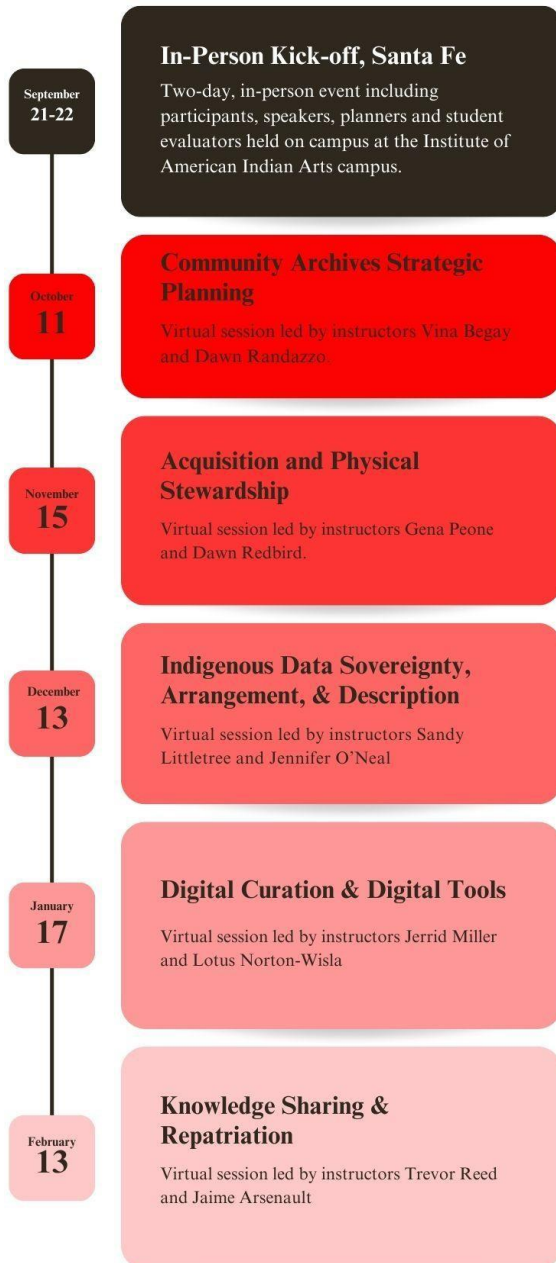 September
21-22
In-Person Kick-off, Santa Fe
Two-day, in-person event including
participants, speakers, planners and student
evaluators held on campus at the Institute of
American Indian Arts campus.
October
11
Community Archives Strategic
Planning
Virtual session led by instructors Vina Begay
and Dawn Randazzo.
November
15
Acquisition and Physical
Stewardship
Virtual session led by instructors Gena Peone
and Dawn Redbird.
December
13
Indigenous Data Sovereignty,
Arrangement, & Description
Virtual session led by instructors Sandy
Littletree and Jennifer O’Neal
January
17
Digital Curation & Digital Tools
Virtual session led by instructors Jerrid Miller
and Lotus Norton-Wisla
February
13
Knowledge Sharing &
Repatriation
Virtual session led by instructors Trevor Reed
and Jaime Arsenault